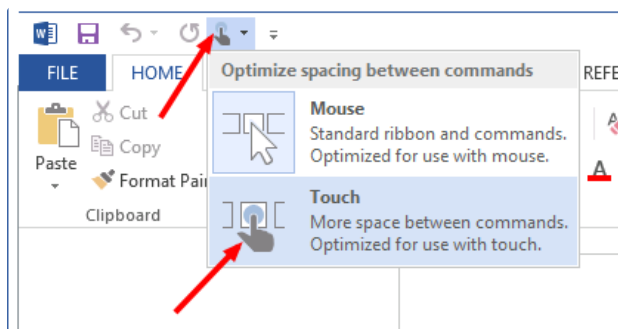 W
FILE
HOME
REFE
Optimize spacing between commands
Cut
Copy
Format Pai
Paste
Clipboard
Mouse
Standard ribbon and commands.
Optimized for use with mouse.
Touch
More space between commands.
Optimized for use with touch.
A
A